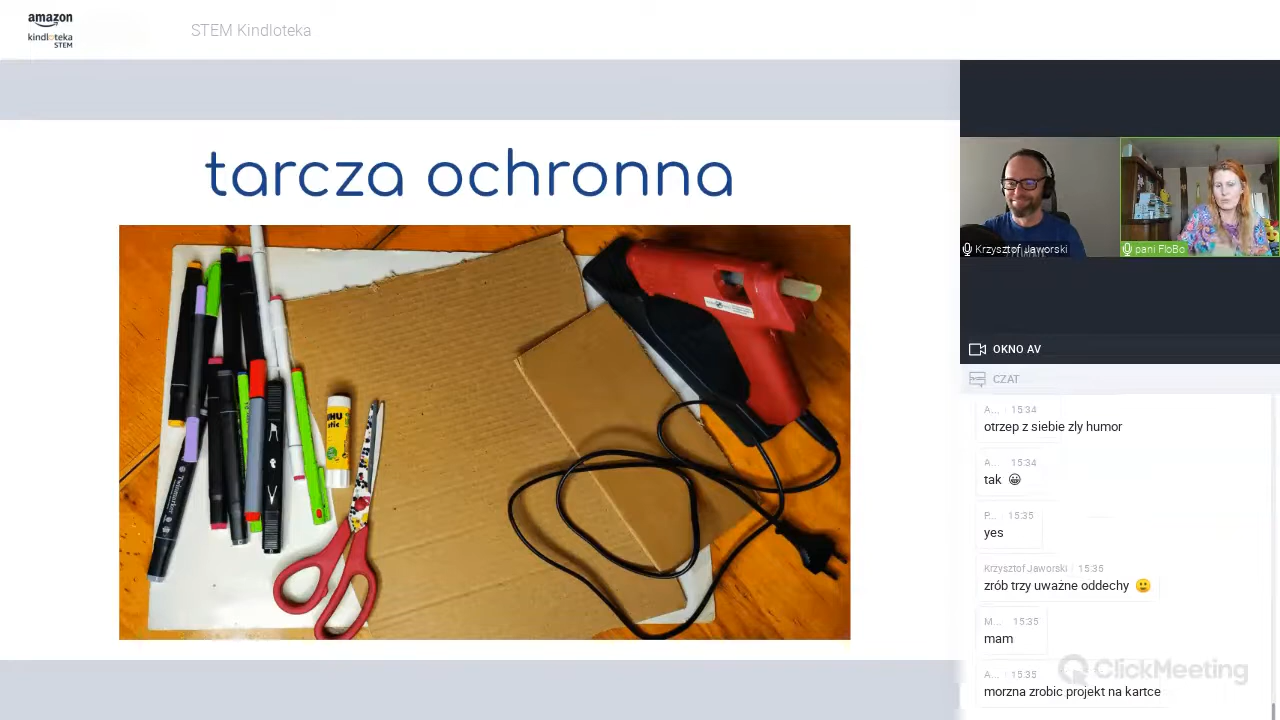 amazon
kindloteka
STEM
STEM Kindloteka
tarcza ochronna
UHU
stic
Krzysztof Jaworski
pani FloBo
OKNO AV
CZAT
A... 15:34
otrzep z siebie zly humor
A... 15:34
tak 😀
P... 15:35
yes
Krzysztof Jaworski 15:35
zrób trzy uważne oddechy 🙂
M... 15:35
mam
A... 15:35
morzna zrobic projekt na kartce
ClickMeeting